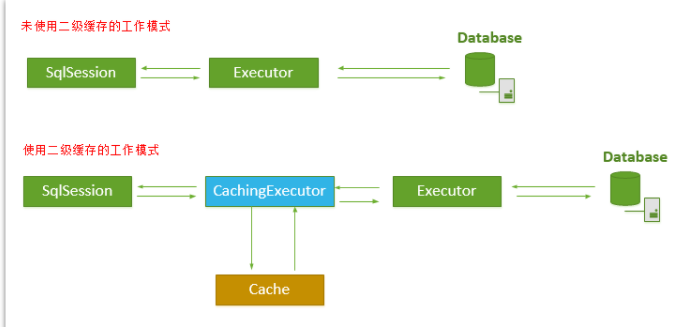 未使用二级缓存的工作模式
Database
SqlSession
Executor
使用二级缓存的工作模式
Database
SqlSession
CachingExecutor
Executor
Cache